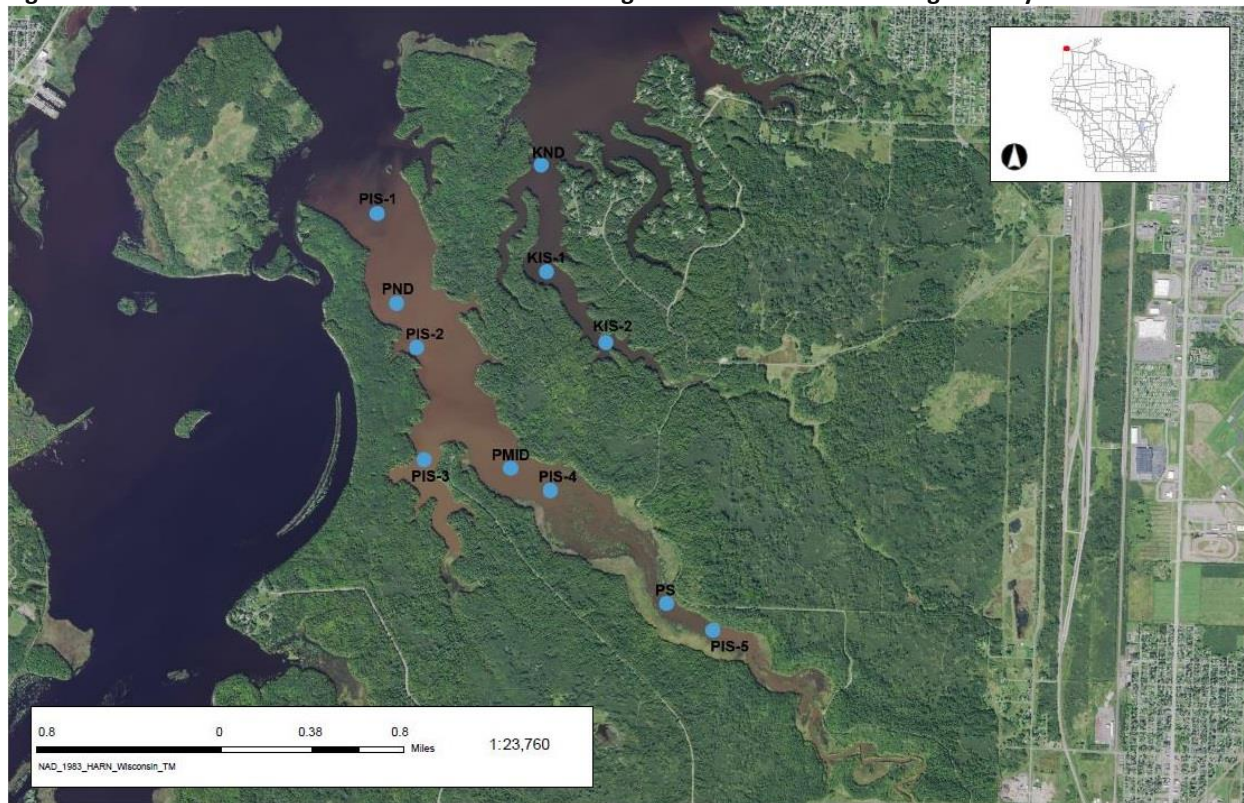 KND
PIS-1
KIS-1
PND
KIS-2
PIS-2
PIS-3
PMID
PIS-4
PS
PIS-5
0.8 0 0.38 0.8
Miles
1:23,760
NAD_1983_HARN_Wisconsin_TM